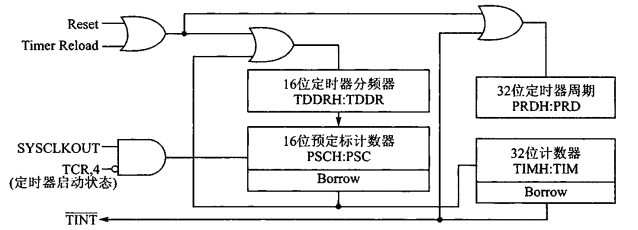 Reset
Timer Reload
16位定时器分频器
TDDRH:TDDR
32位定时器周期
PRDH:PRD
SYSCLKOUT
TCR,4
(定时器启动状态)
16位预定标计数器
PSCH:PSC
Borrow
32位计数器
TIMH:TIM
Borrow
TINT